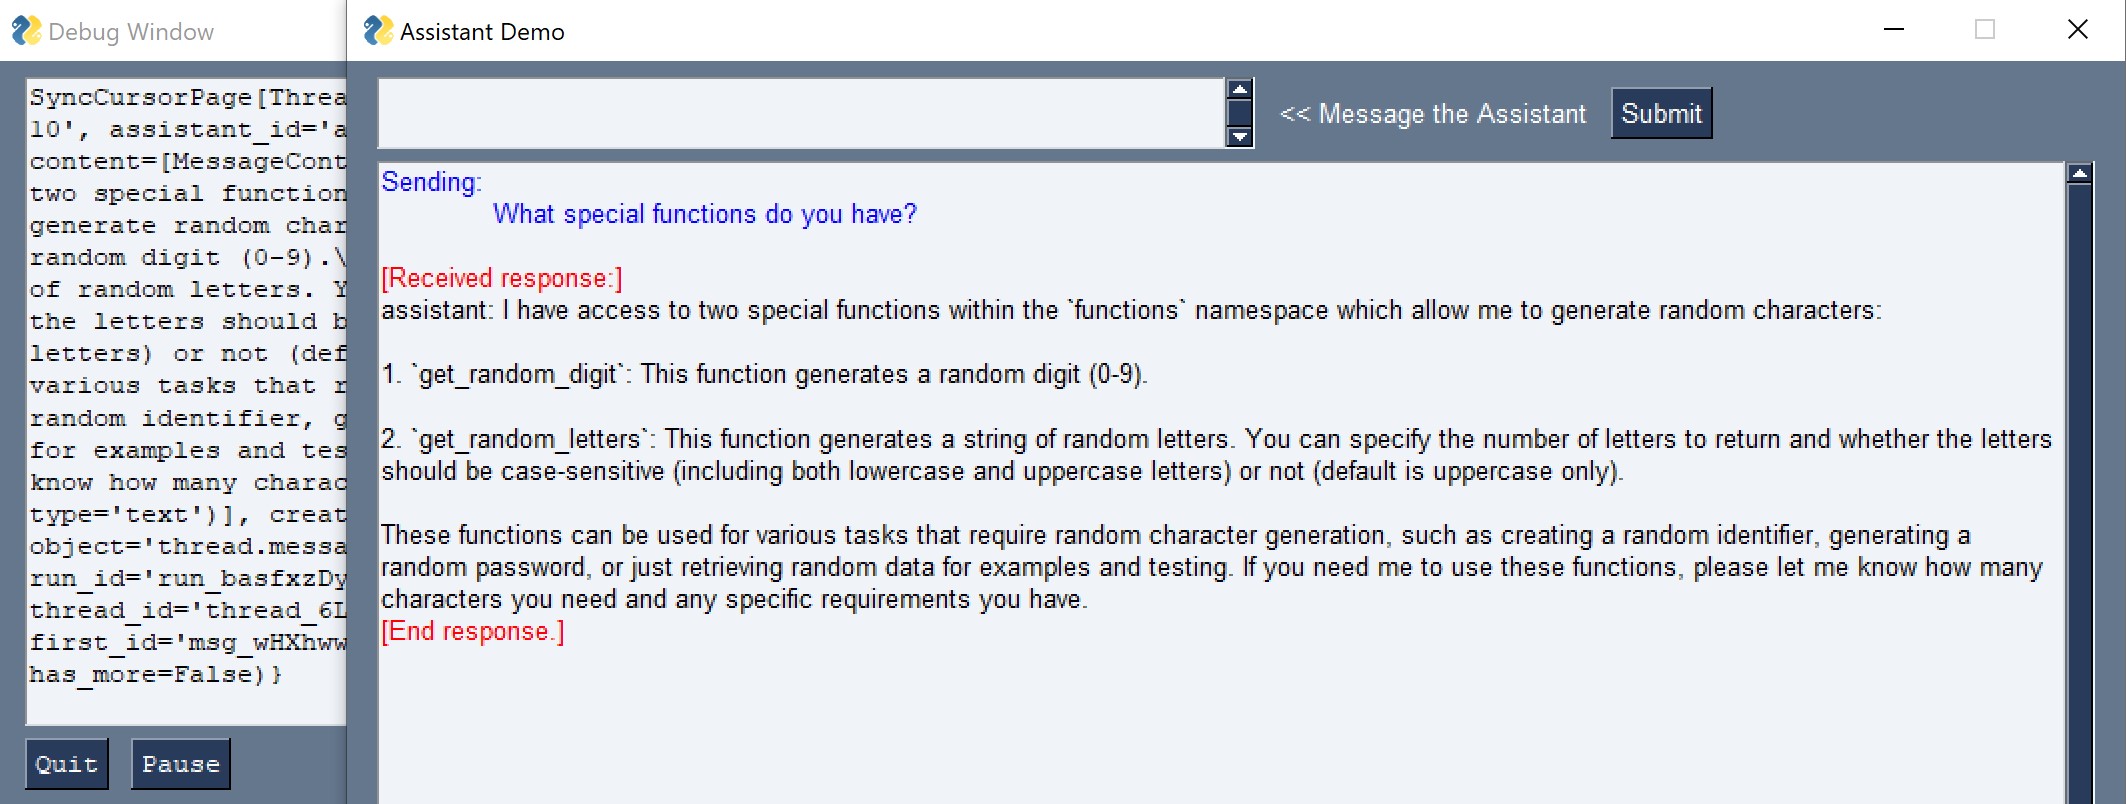 Debug Window
SyncCursorPage[Threa
10', assistant_id='a
content=[MessageCont
two special function
generate random char
random digit (0-9).\
of random letters. Y
the letters should b
letters) or not (def
various tasks that r
random identifier, g
for examples and tes
know how many charac
type='text')], creat
object='thread.messa
run_id='run_basfxzDy
thread_id='thread_6L
first_id='msg_wHXhww
has_more=False)}
Quit Pause
Assistant Demo
<< Message the Assistant Submit
Sending:
What special functions do you have?
[Received response:]
assistant: I have access to two special functions within the `functions` namespace which allow me to generate random characters:
1. `get_random_digit`: This function generates a random digit (0-9).
2. `get_random_letters`: This function generates a string of random letters. You can specify the number of letters to return and whether the letters
should be case-sensitive (including both lowercase and uppercase letters) or not (default is uppercase only).
These functions can be used for various tasks that require random character generation, such as creating a random identifier, generating a
random password, or just retrieving random data for examples and testing. If you need me to use these functions, please let me know how many
characters you need and any specific requirements you have.
[End response.]